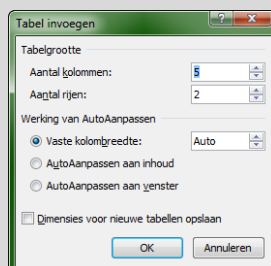 Tabel invoegen
Tabelgrootte
Aantal kolommen: 5
Aantal rijen: 2
Werking van AutoAanpassen
Vaste kolombreedte: Auto
AutoAanpassen aan inhoud
AutoAanpassen aan venster
Dimensies voor nieuwe tabellen opslaan
OK Annuleren